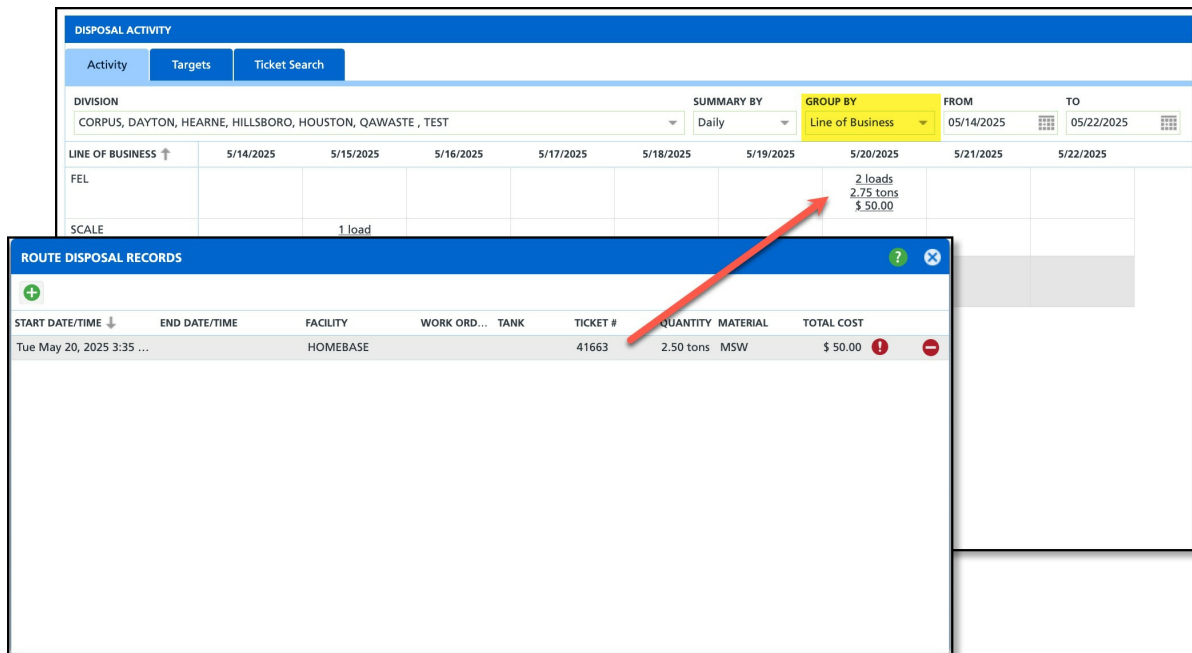 DISPOSAL ACTIVITY
Activity Targets Ticket Search
DIVISION SUMMARY BY GROUP BY FROM TO
CORPUS, DAYTON, HEARNE, HILLSBORO, HOUSTON, QAWASTE , TEST Daily Line of Business 05/14/2025 05/22/2025
LINE OF BUSINESS 5/14/2025 5/15/2025 5/16/2025 5/17/2025 5/18/2025 5/19/2025 5/20/2025 5/21/2025 5/22/2025
FEL 2 loads
2.75 tons
$ 50.00
SCALE 1 load
ROUTE DISPOSAL RECORDS ?
START DATE/TIME END DATE/TIME FACILITY WORK ORD... TANK TICKET # QUANTITY MATERIAL TOTAL COST
Tue May 20, 2025 3:35 ... HOMEBASE 41663 2.50 tons MSW $ 50.00